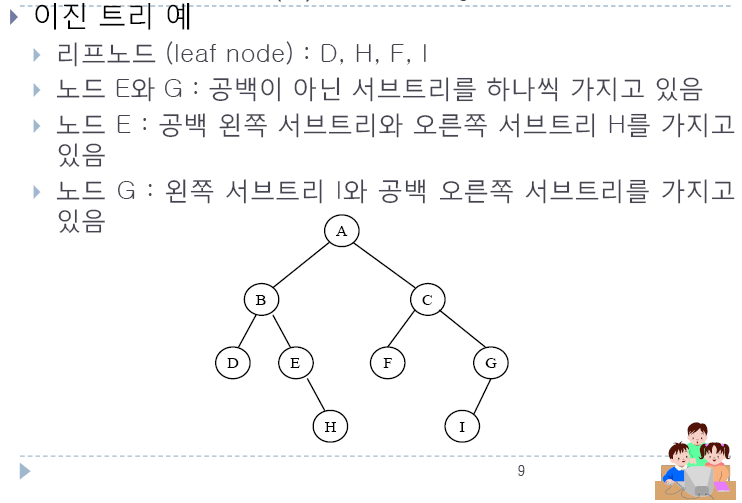 이진 트리 예
리프노드 (leaf node) : D, H, F, I
노드 E와 G : 공백이 아닌 서브트리를 하나씩 가지고 있음
노드 E : 공백 왼쪽 서브트리와 오른쪽 서브트리 H를 가지고
있음
노드 G : 왼쪽 서브트리 I와 공백 오른쪽 서브트리를 가지고
있음
A
B C
D E F G
H I
9